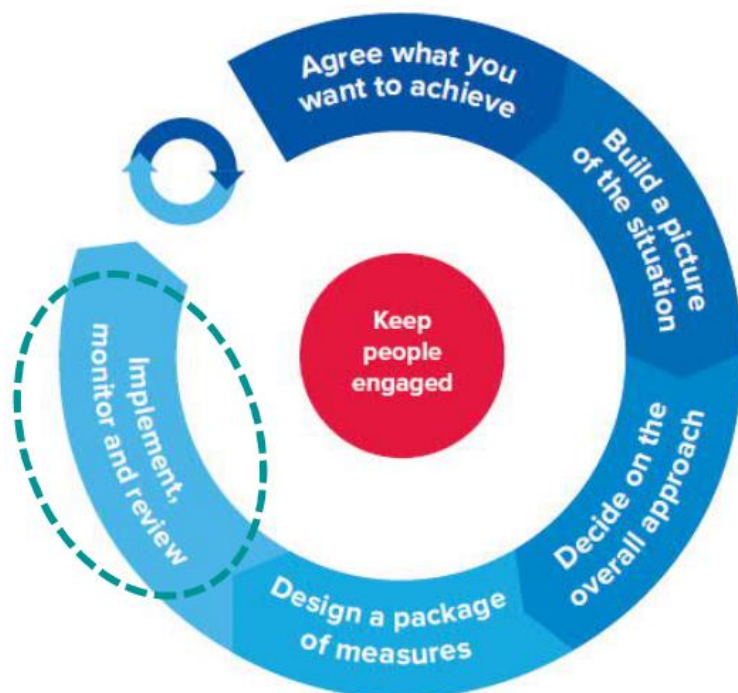 Agree what you
want to achieve
Build a picture
of the situation
Decide on the
overall approach
Design a package
of measures
Implement,
monitor and review
Keep
people
engaged